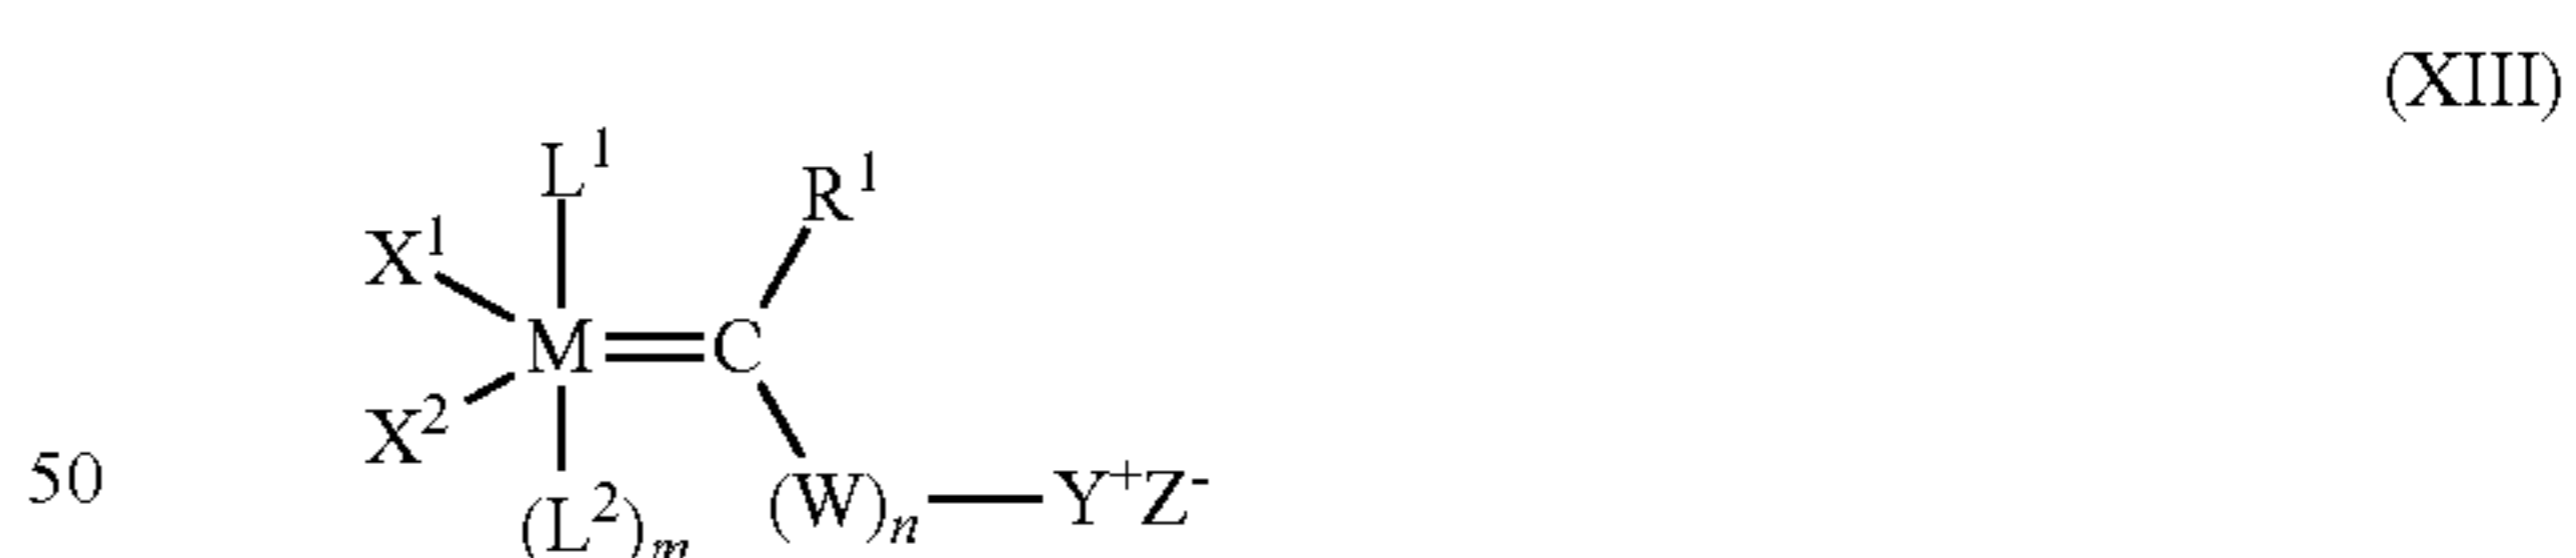 (XIII)
L¹
R¹
X¹
M=C
X²
50
(L²)m
(W)n—Y⁺Z⁻